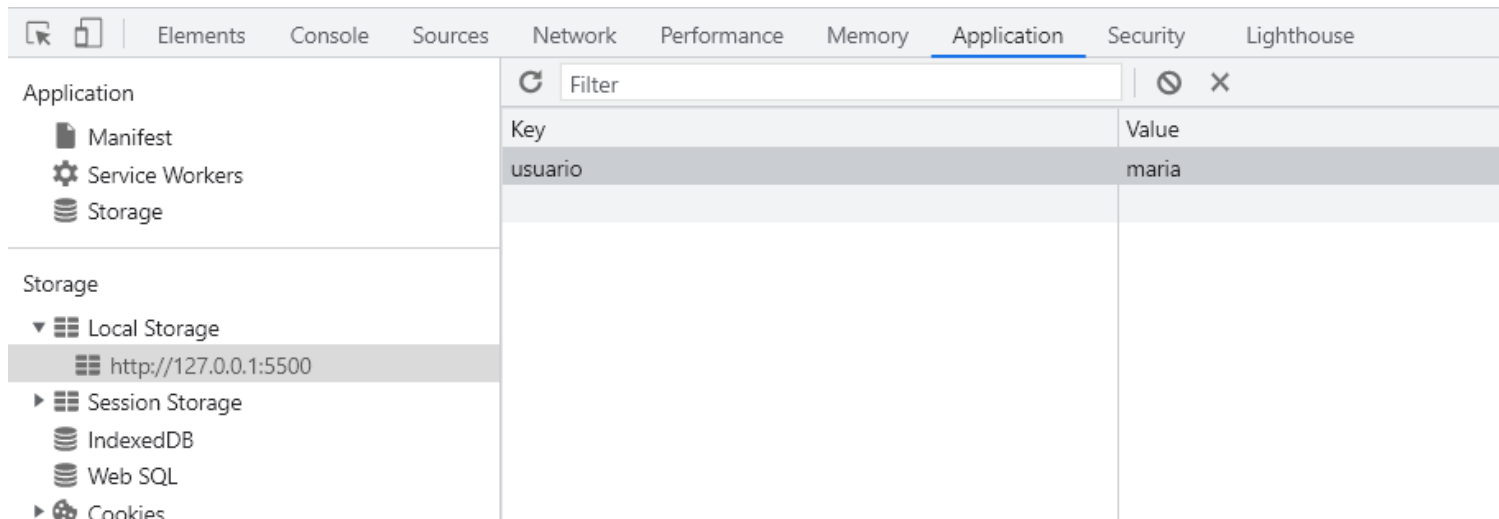 Elements Console Sources Network Performance Memory Application Security Lighthouse
Application
Manifest
Service Workers
Storage
Storage
Local Storage
http://127.0.0.1:5500
Session Storage
IndexedDB
Web SQL
Cookies
Filter
Key Value
usuario maria